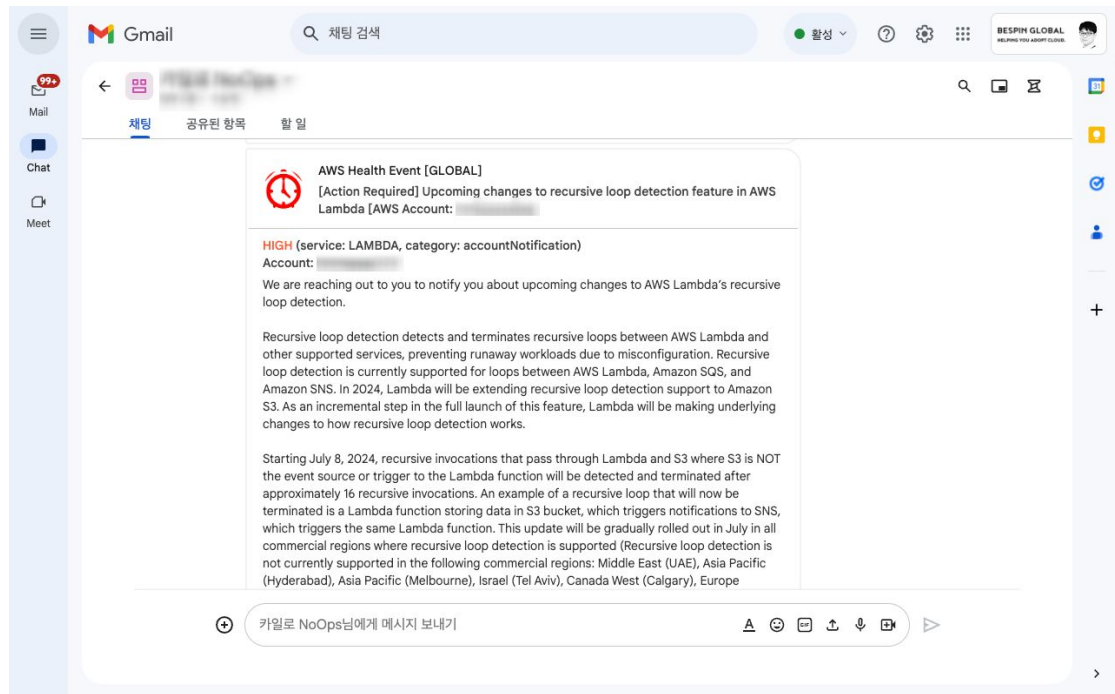 Gmail
채팅 검색
활성
BESPIN GLOBAL
HELPING YOU ADOPT CLOUD.
99+
Mail
Chat
Meet
31
채팅
공유된 항목
할 일
AWS Health Event [GLOBAL]
[Action Required] Upcoming changes to recursive loop detection feature in AWS
Lambda [AWS Account:
HIGH (service: LAMBDA, category: accountNotification)
Account:
We are reaching out to you to notify you about upcoming changes to AWS Lambda's recursive
loop detection.
Recursive loop detection detects and terminates recursive loops between AWS Lambda and
other supported services, preventing runaway workloads due to misconfiguration. Recursive
loop detection is currently supported for loops between AWS Lambda, Amazon SQS, and
Amazon SNS. In 2024, Lambda will be extending recursive loop detection support to Amazon
S3. As an incremental step in the full launch of this feature, Lambda will be making underlying
changes to how recursive loop detection works.
Starting July 8, 2024, recursive invocations that pass through Lambda and S3 where S3 is NOT
the event source or trigger to the Lambda function will be detected and terminated after
approximately 16 recursive invocations. An example of a recursive loop that will now be
terminated is a Lambda function storing data in S3 bucket, which triggers notifications to SNS,
which triggers the same Lambda function. This update will be gradually rolled out in July in all
commercial regions where recursive loop detection is supported (Recursive loop detection is
not currently supported in the following commercial regions: Middle East (UAE), Asia Pacific
(Hyderabad), Asia Pacific (Melbourne), Israel (Tel Aviv), Canada West (Calgary), Europe
카일로 NoOps님에게 메시지 보내기
A
GIF